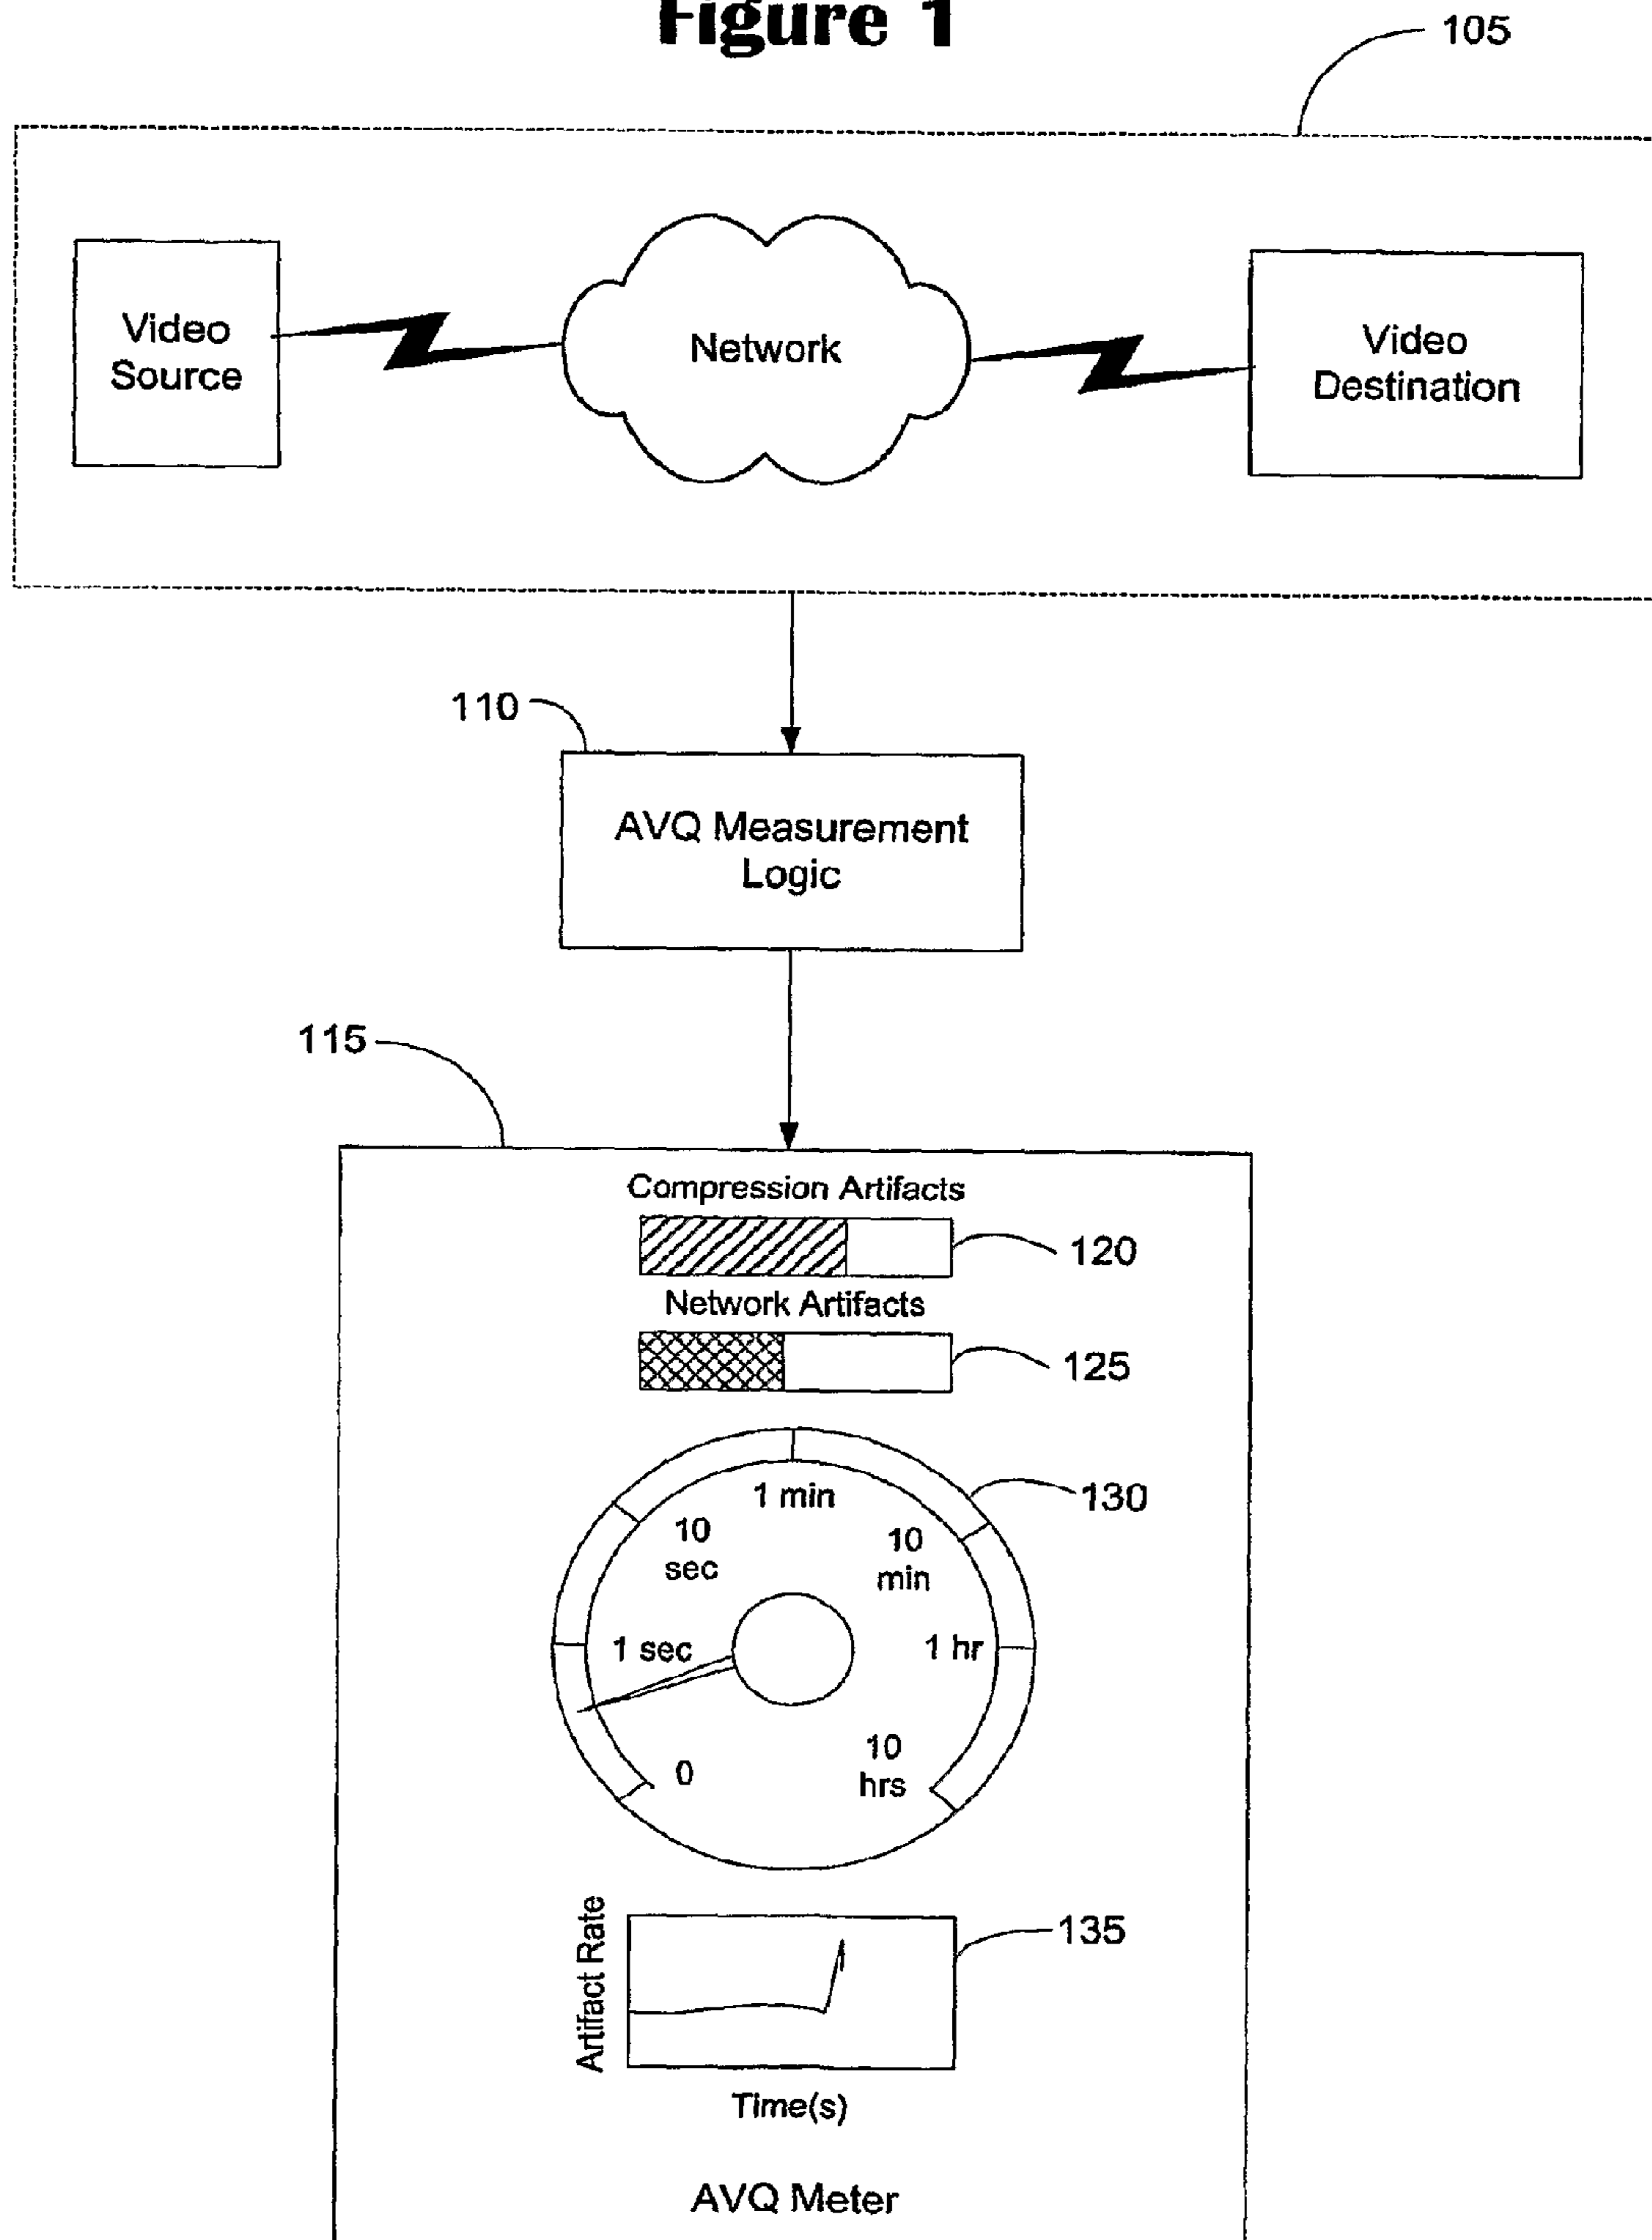 Figure 1
105
Video
Source
Network
Video
Destination
110
AVQ Measurement
Logic
115
Compression Artifacts
120
Network Artifacts
125
130
1 min
10
sec
10
min
1 sec
1 hr
0
10
hrs
135
Artifact Rate
Time(s)
AVQ Meter